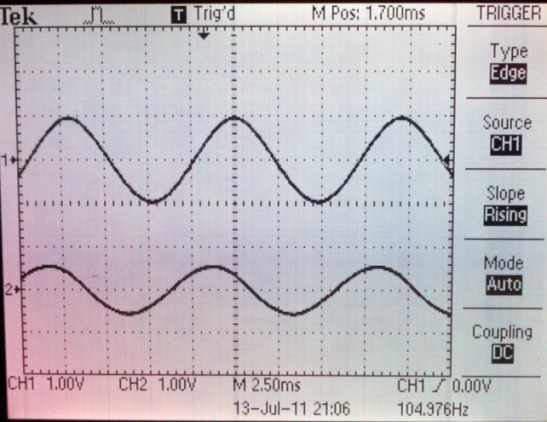 Tek T Trig'd M Pos: 1.700ms TRIGGER
Type
Edge
Source
CH1
Slope
Rising
Mode
Auto
Coupling
DC
1
2
CH1 1.00V CH2 1.00V M 2.50ms CH1 0.00V
13-Jul-11 21:06 104.976Hz